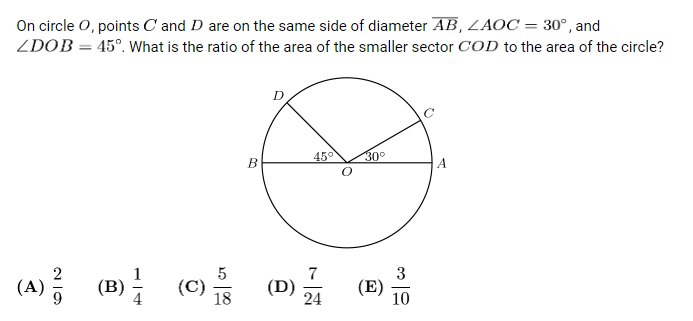 On circle O, points C and D are on the same side of diameter A̅B̅, ∠AOC = 30°, and
∠DOB = 45°. What is the ratio of the area of the smaller sector COD to the area of the circle?
D
C
B 45° 30° A
O
(A) 2/9 (B) 1/4 (C) 5/18 (D) 7/24 (E) 3/10